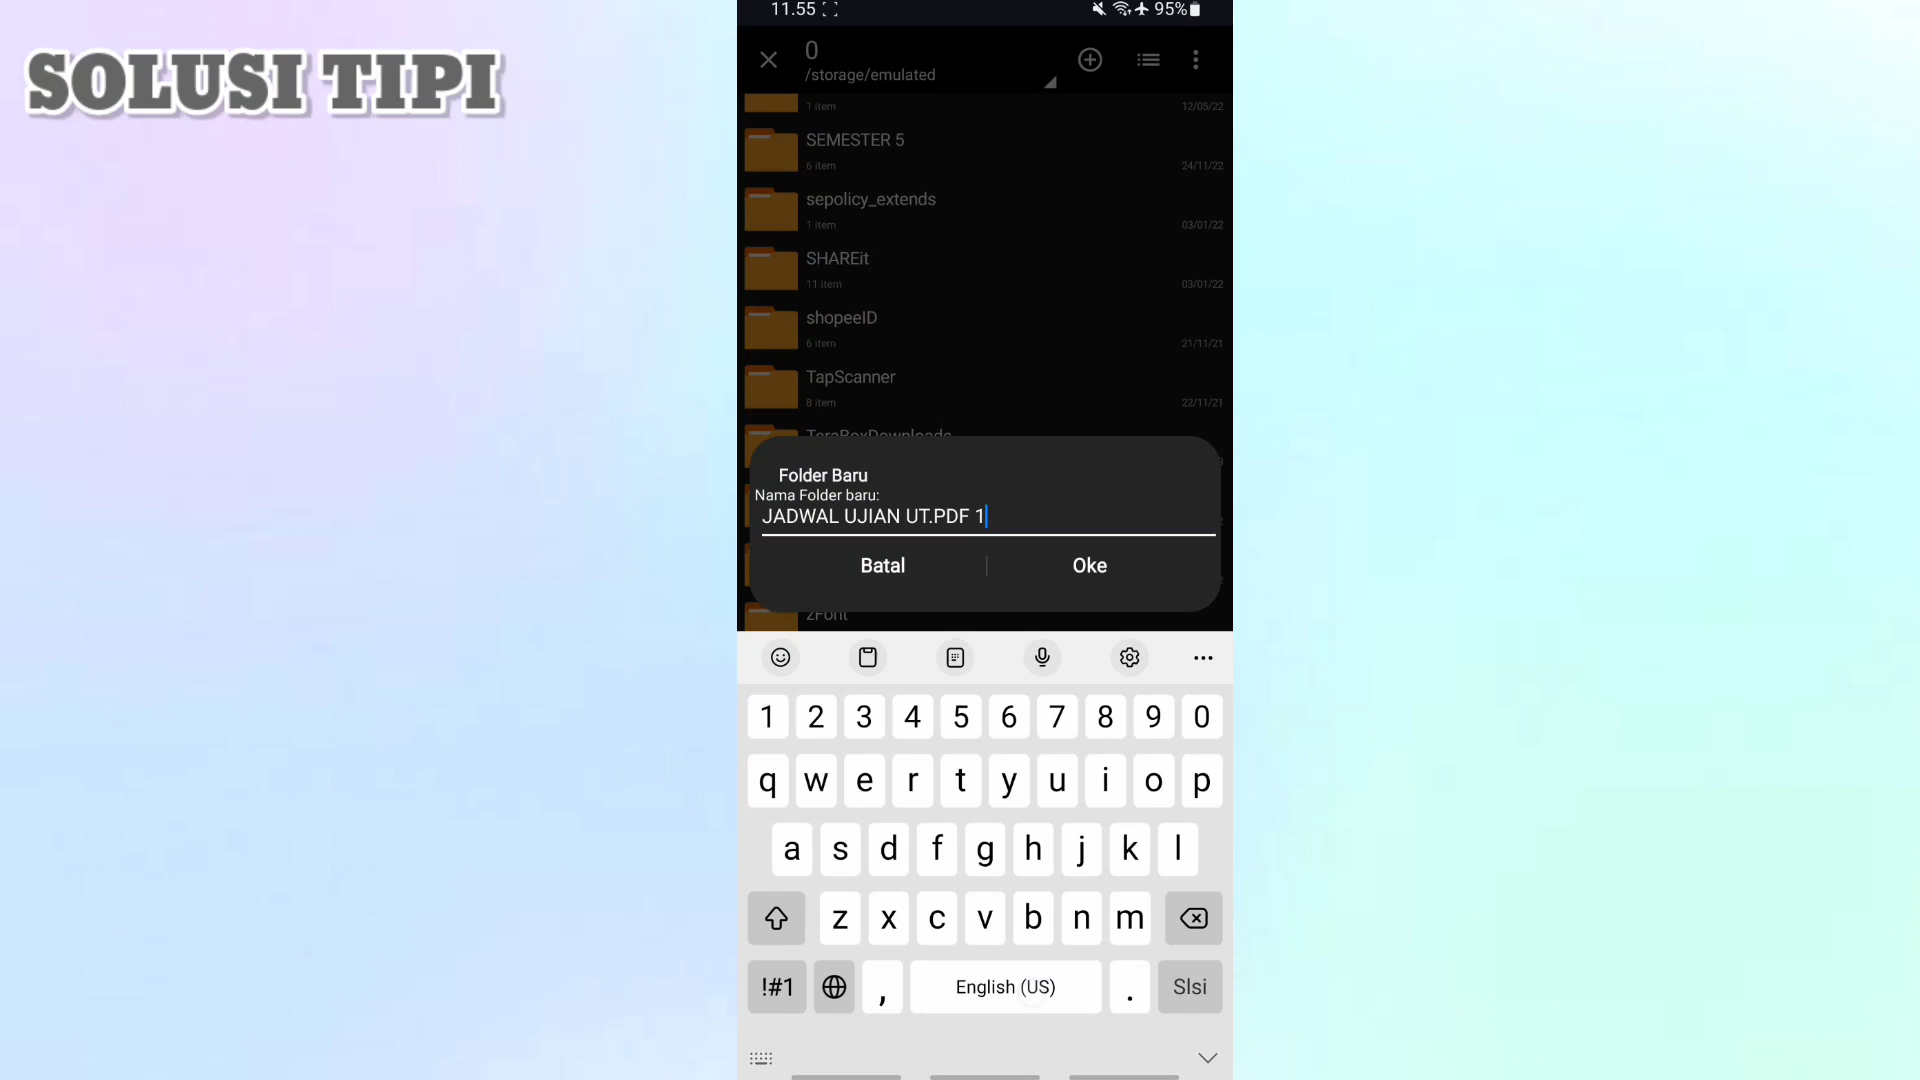 SOLUSI TIPI
11.55
95%
0
/storage/emulated
1 item
12/05/22
SEMESTER 5
6 item
24/11/22
sepolicy_extends
1 item
03/01/22
SHAREit
11 item
03/01/22
shopeeID
6 item
21/11/21
TapScanner
8 item
22/11/21
TeraBoxDownloads
Folder Baru
Nama Folder baru:
JADWAL UJIAN UT.PDF 1
Batal
Oke
zFont
1 2 3 4 5 6 7 8 9 0
q w e r t y u i o p
a s d f g h j k l
z x c v b n m
!#1 , English (US) . Slsi